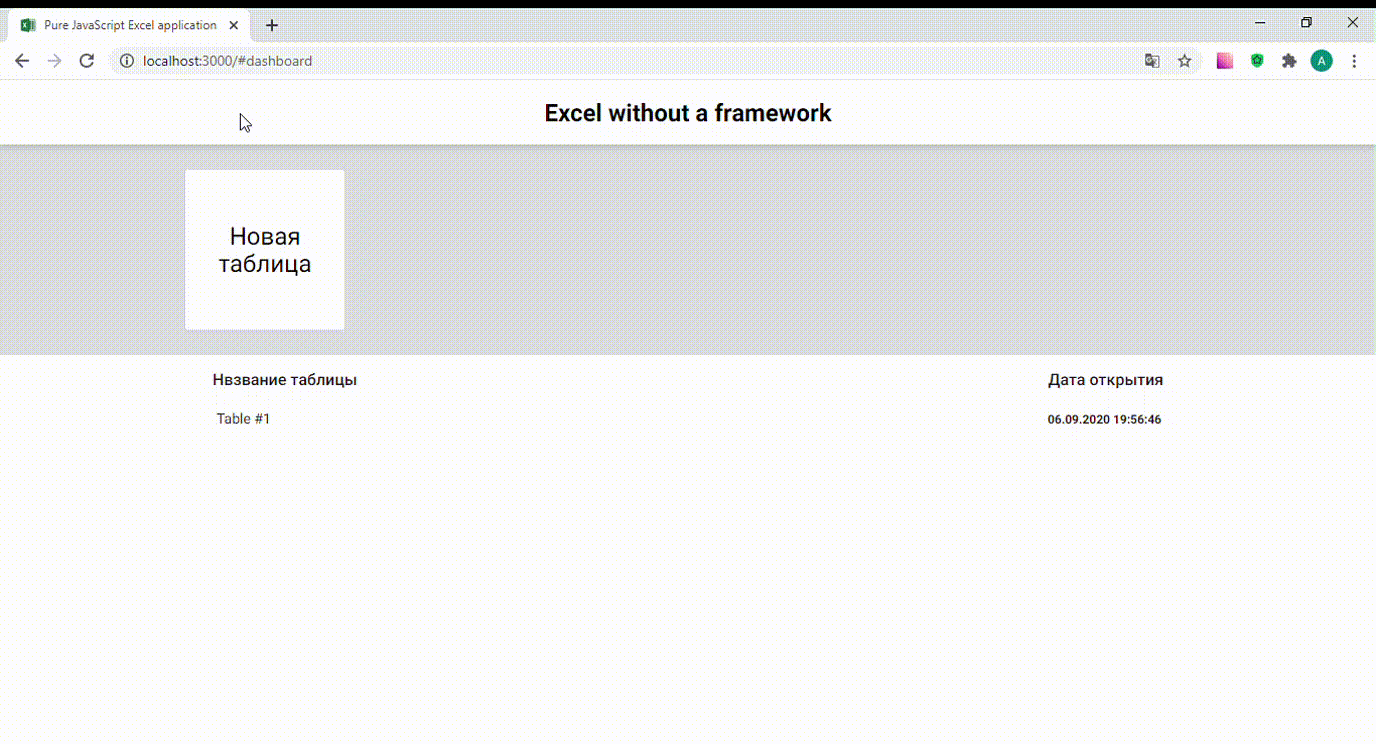 Pure JavaScript Excel application
localhost:3000/#dashboard
A
Excel without a framework
Новая
таблица
Нвзвание таблицы
Дата открытия
Table #1
06.09.2020 19:56:46